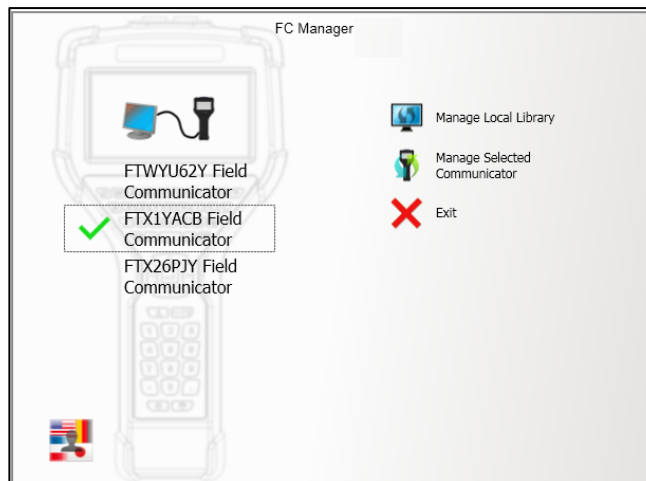 FC Manager
FTWYU62Y Field
Communicator
FTX1YACB Field
Communicator
FTX26PJY Field
Communicator
Manage Local Library
Manage Selected
Communicator
Exit